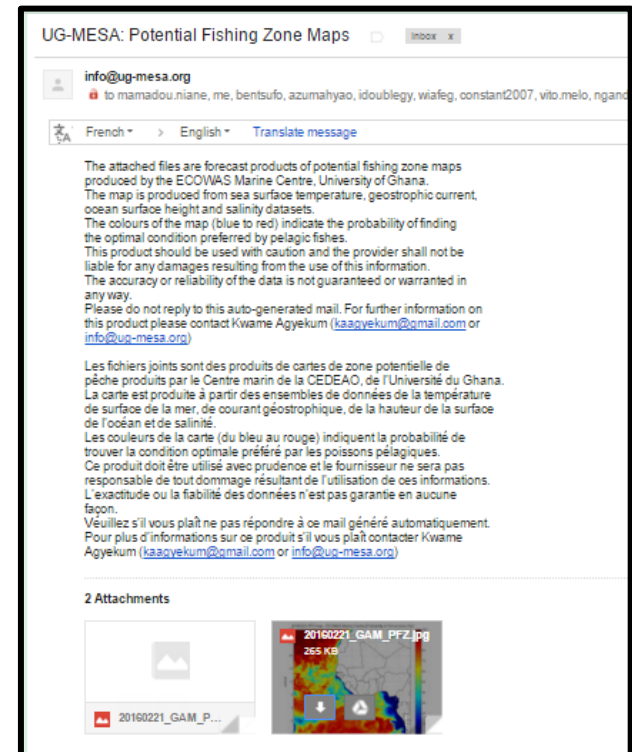 UG-MESA: Potential Fishing Zone Maps Inbox x
info@ug-mesa.org
to mamadou.niane, me, bentsufo, azumahyao, idoublegy, wiafeg, constant2007, vito.melo, ngand
French > English Translate message
The attached files are forecast products of potential fishing zone maps
produced by the ECOWAS Marine Centre, University of Ghana.
The map is produced from sea surface temperature, geostrophic current,
ocean surface height and salinity datasets.
The colours of the map (blue to red) indicate the probability of finding
the optimal condition preferred by pelagic fishes.
This product should be used with caution and the provider shall not be
liable for any damages resulting from the use of this information.
The accuracy or reliability of the data is not guaranteed or warranted in
any way.
Please do not reply to this auto-generated mail. For further information on
this product please contact Kwame Agyekum (kaagyekum@gmail.com or
info@ug-mesa.org)
Les fichiers joints sont des produits de cartes de zone potentielle de
pêche produits par le Centre marin de la CEDEAO, de l'Université du Ghana.
La carte est produite à partir des ensembles de données de la température
de surface de la mer, de courant géostrophique, de la hauteur de la surface
de l'océan et de salinité.
Les couleurs de la carte (du bleu au rouge) indiquent la probabilité de
trouver la condition optimale préféré par les poissons pélagiques.
Ce produit doit être utilisé avec prudence et le fournisseur ne sera pas
responsable de tout dommage résultant de l'utilisation de ces informations.
L'exactitude ou la fiabilité des données n'est pas garantie en aucune
façon.
Véuillez s'il vous plaît ne pas répondre à ce mail généré automatiquement.
Pour plus d'informations sur ce produit s'il vous plaît contacter Kwame
Agyekum (kaagyekum@gmail.com or info@ug-mesa.org)
2 Attachments
20160221_GAM_P...
20160221_GAM_PFZ.jpg
265 KB